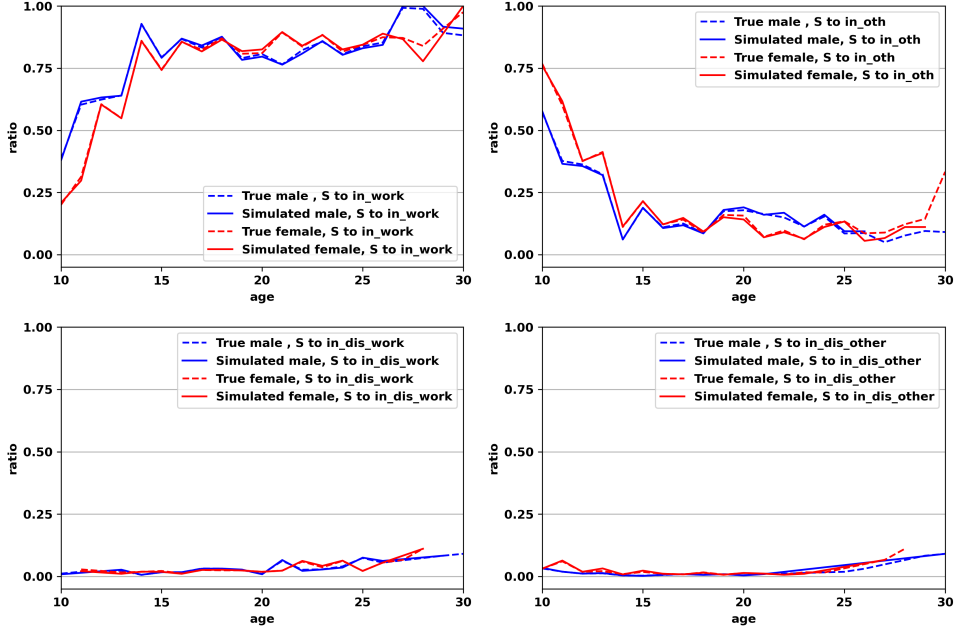 1.00
0.75
0.50
0.25
0.00
ratio
10
15
20
25
30
age
True male , S to in_work
Simulated male, S to in_work
True female, S to in_work
Simulated female, S to in_work
1.00
0.75
0.50
0.25
0.00
ratio
10
15
20
25
30
age
True male , S to in_oth
Simulated male, S to in_oth
True female, S to in_oth
Simulated female, S to in_oth
1.00
0.75
0.50
0.25
0.00
ratio
10
15
20
25
30
age
True male , S to in_dis_work
Simulated male, S to in_dis_work
True female, S to in_dis_work
Simulated female, S to in_dis_work
1.00
0.75
0.50
0.25
0.00
ratio
10
15
20
25
30
age
True male , S to in_dis_other
Simulated male, S to in_dis_other
True female, S to in_dis_other
Simulated female, S to in_dis_other